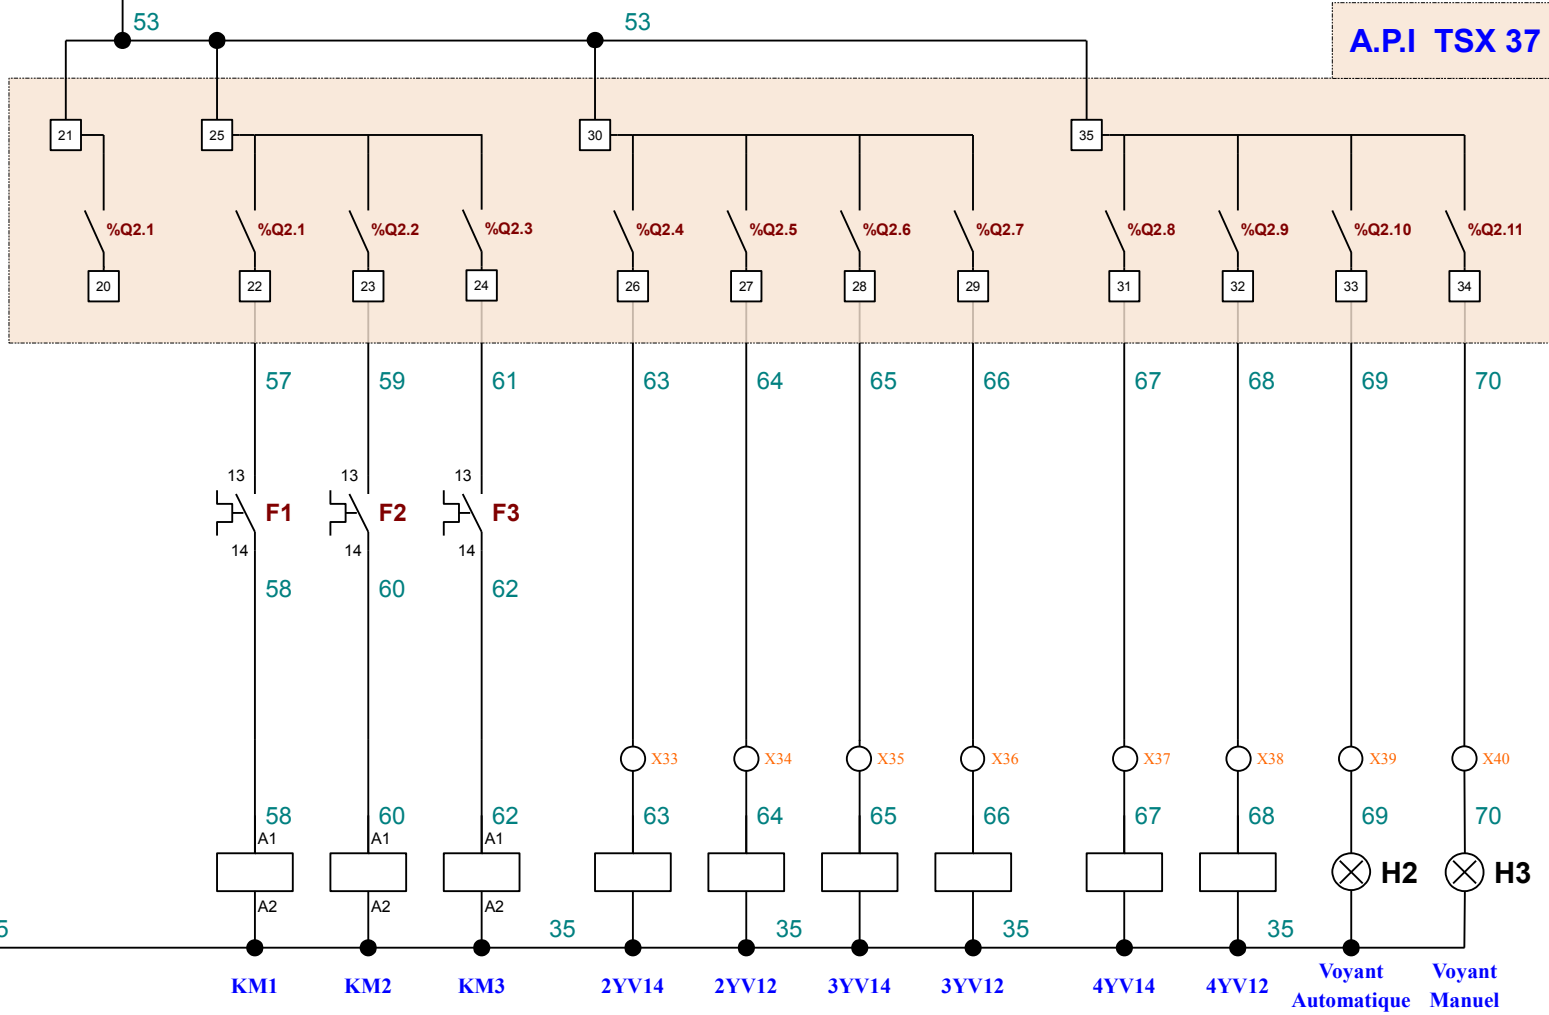 53
53
A.P.I TSX 37
21
25
30
35
%Q2.1
%Q2.1
%Q2.2
%Q2.3
%Q2.4
%Q2.5
%Q2.6
%Q2.7
%Q2.8
%Q2.9
%Q2.10
%Q2.11
20
22
23
24
26
27
28
29
31
32
33
34
57
59
61
63
64
65
66
67
68
69
70
13
13
13
F1
F2
F3
14
14
14
58
60
62
X33
X34
X35
X36
X37
X38
X39
X40
58
60
62
63
64
65
66
67
68
69
70
A1
A1
A1
H2
H3
A2
A2
A2
5
35
35
35
35
KM1
KM2
KM3
2YV14
2YV12
3YV14
3YV12
4YV14
4YV12
Voyant
Automatique
Voyant
Manuel